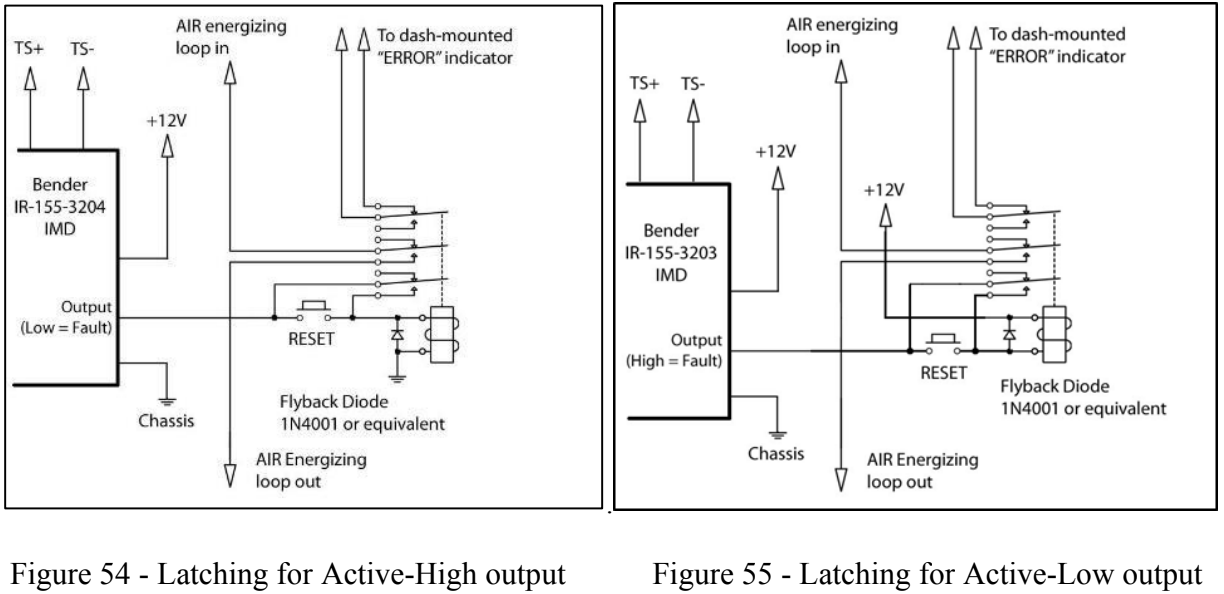 AIR energizing
loop in
To dash-mounted
“ERROR” indicator
TS+ TS-
+12V
Bender
IR-155-3204
IMD
Output
(Low = Fault)
RESET
Chassis
Flyback Diode
1N4001 or equivalent
AIR Energizing
loop out
AIR energizing
loop in
To dash-mounted
“ERROR” indicator
TS+ TS-
+12V
+12V
Bender
IR-155-3203
IMD
Output
(High = Fault)
RESET
Chassis
Flyback Diode
1N4001 or equivalent
AIR Energizing
loop out
.
Figure 54 - Latching for Active-High output
Figure 55 - Latching for Active-Low output